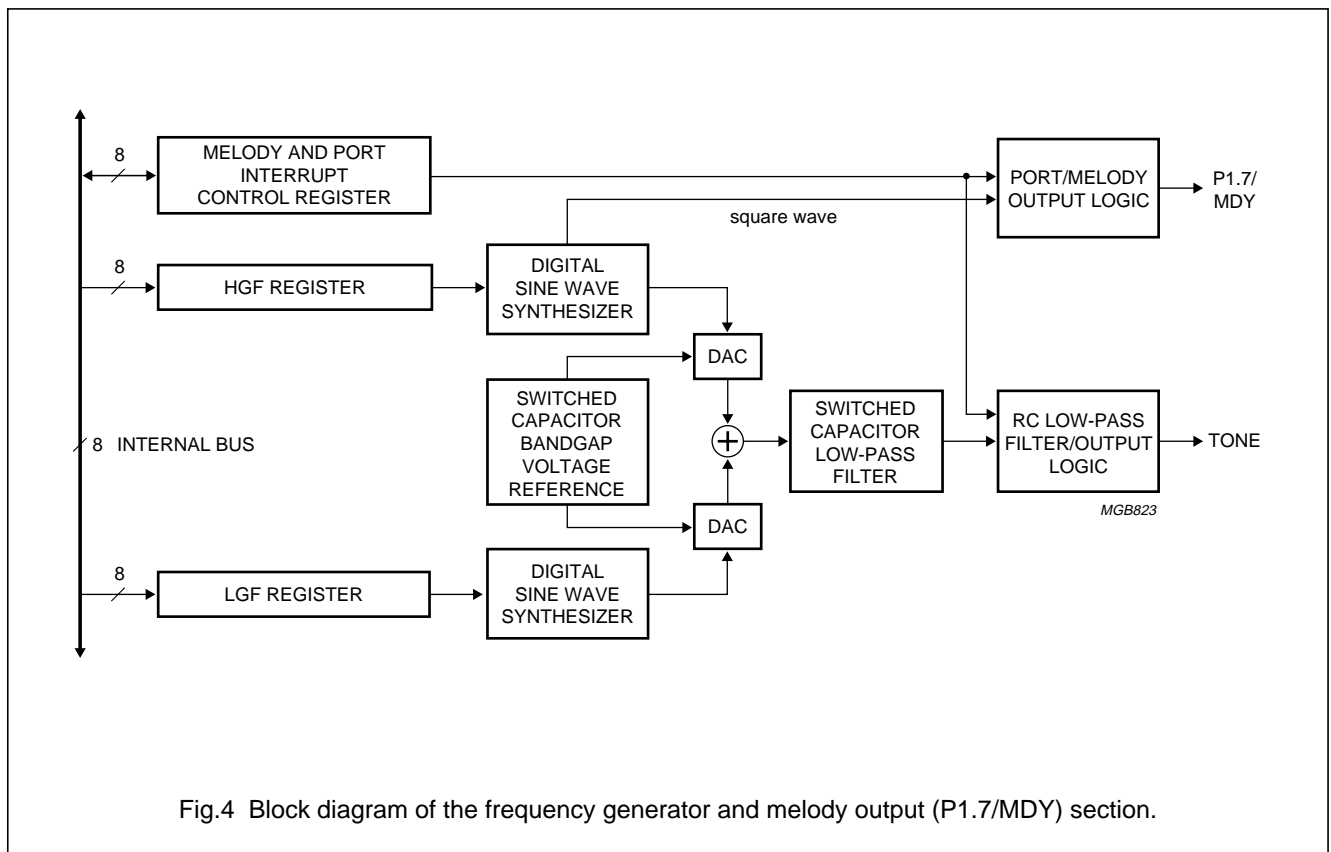 8
MELODY AND PORT
INTERRUPT
CONTROL REGISTER
PORT/MELODY
OUTPUT LOGIC
P1.7/
MDY
square wave
8
HGF REGISTER
DIGITAL
SINE WAVE
SYNTHESIZER
DAC
8 INTERNAL BUS
SWITCHED
CAPACITOR
BANDGAP
VOLTAGE
REFERENCE
+
SWITCHED
CAPACITOR
LOW-PASS
FILTER
RC LOW-PASS
FILTER/OUTPUT
LOGIC
TONE
MGB823
DAC
8
LGF REGISTER
DIGITAL
SINE WAVE
SYNTHESIZER
Fig.4 Block diagram of the frequency generator and melody output (P1.7/MDY) section.